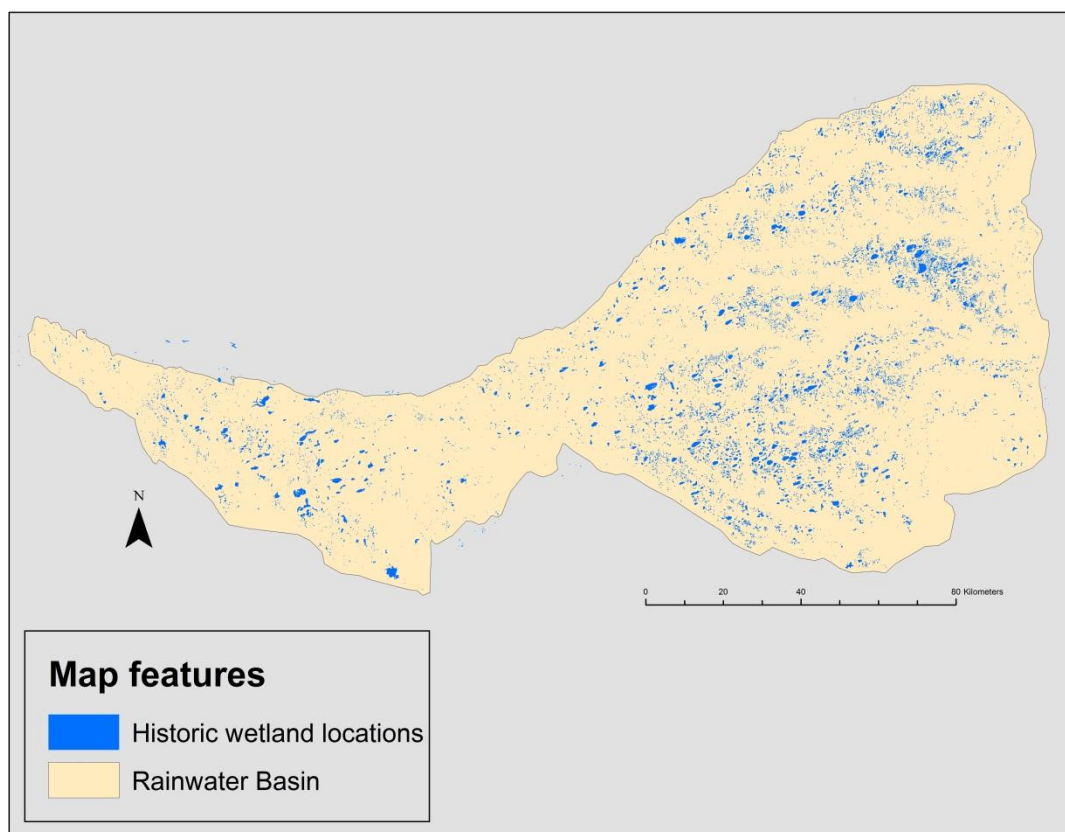 N
0 20 40 80 Kilometers
Map features
Historic wetland locations
Rainwater Basin